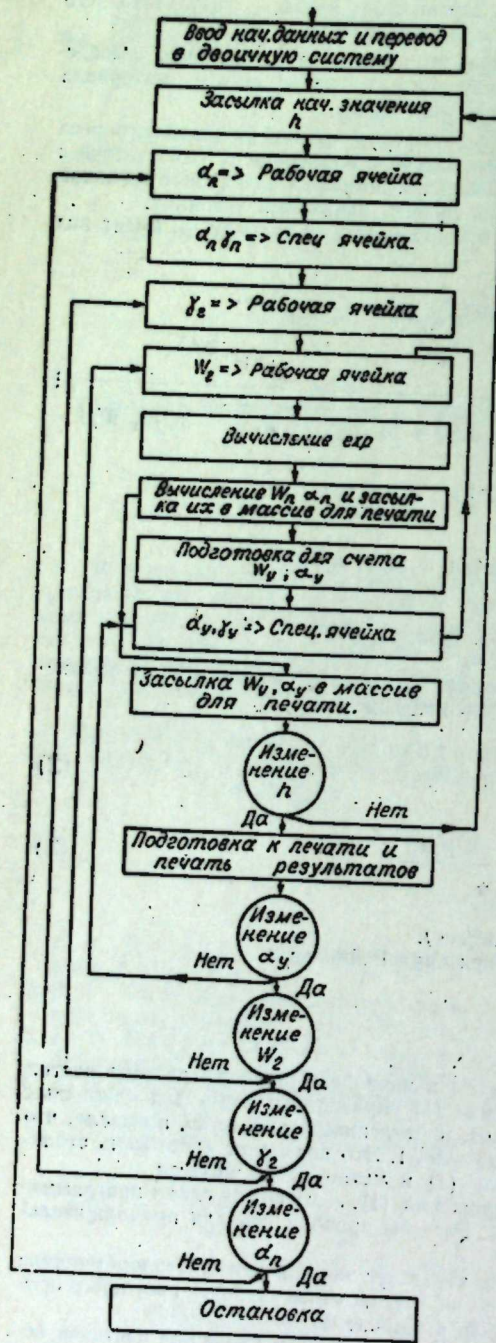 Ввод нач. данных и перевод
в двоичную систему
Засылка нач. значения
h
αn => Рабочая ячейка
αn γn => Спец ячейка
γ2 => Рабочая ячейка
W2 => Рабочая ячейка
Вычисление exp
Вычисление Wn αn и засыл-
ка их в массив для печати
Подготовка для счета
Wy ; αy
αy, γy => Спец. ячейка
Засылка Wy, αy в массив
для печати.
Изме-
нение
h
Да
Нет
Подготовка к печати и
печать результатов
Изме-
нение
αy
Нет
Да
Изме-
нение
W2
Нет
Да
Изме-
нение
γ2
Нет
Да
Изме-
нение
αn
Нет
Да
Остановка